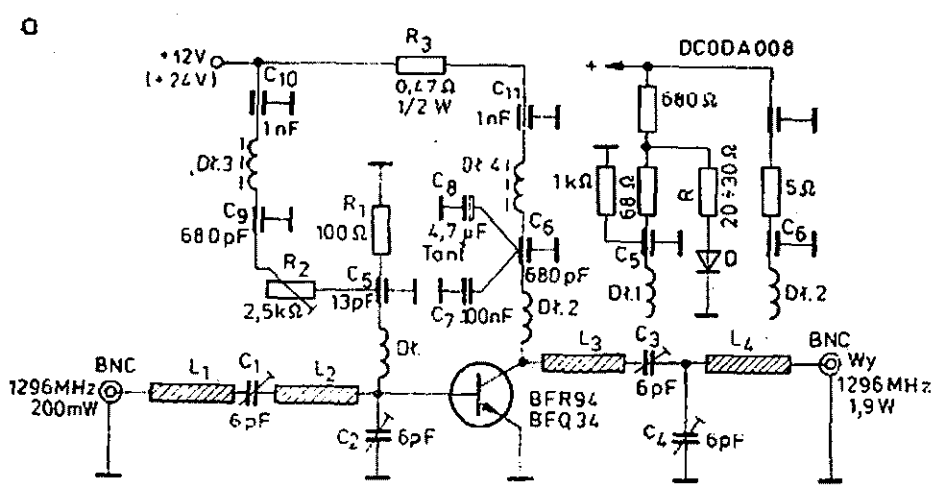 a
+12V
(+24V)
C10
1nF
R3
0,47Ω
1/2 W
C11
1nF
DC0DA008
+
680Ω
Dł.3
C9
680pF
R2
2,5kΩ
R1
100Ω
C5
13pF
Dł.
C8
4,7µF
Tant
Dł.4
C6
680pF
C7
100nF
Dł.2
1kΩ
68Ω
R
20÷30Ω
5Ω
C5
D
C6
Dł.1
Dł.2
BNC
1296MHz
200mW
L1
C1
6pF
L2
C2
6pF
BFR94
BFQ34
L3
C3
6pF
L4
C4
6pF
BNC
Wy
1296MHz
1,9W